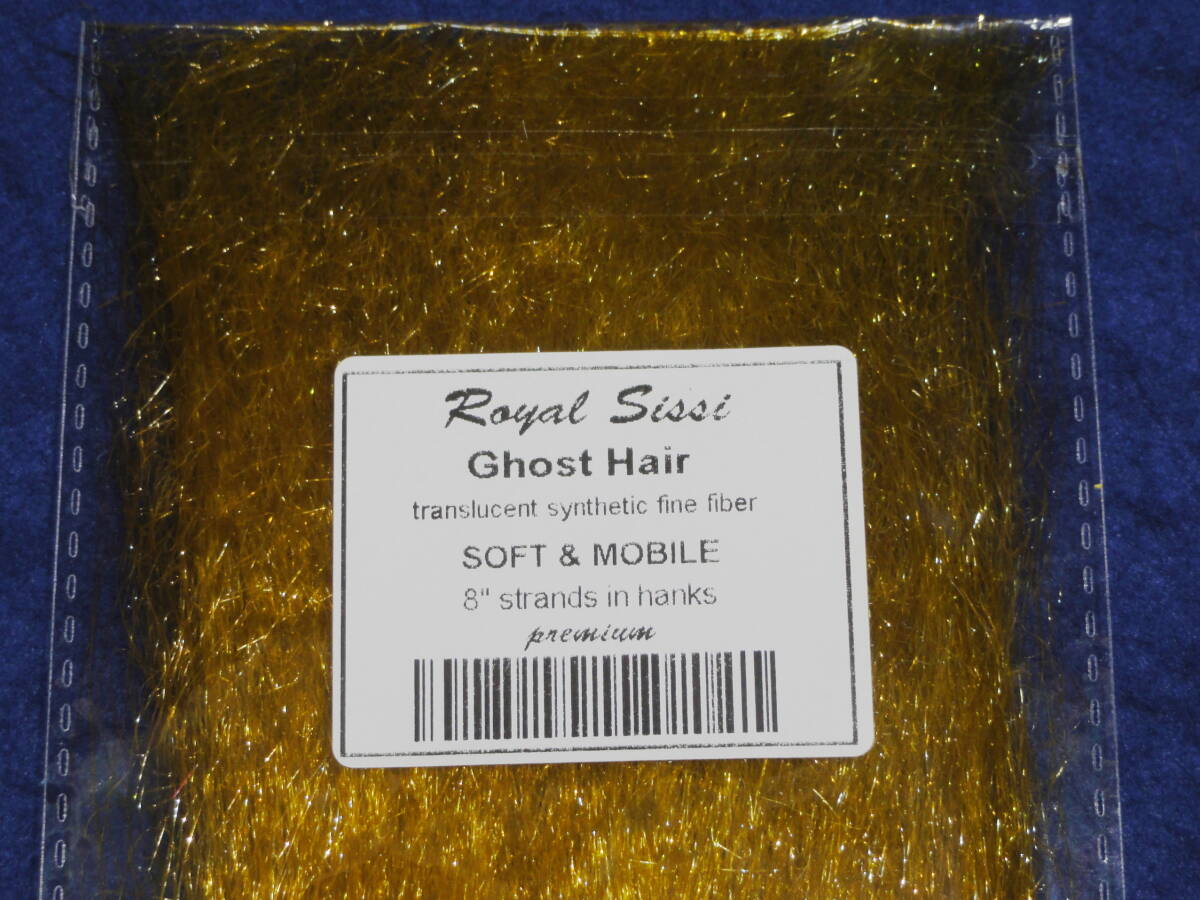 Royal Sissi
Ghost Hair
translucent synthetic fine fiber
SOFT & MOBILE
8" strands in hanks
premium